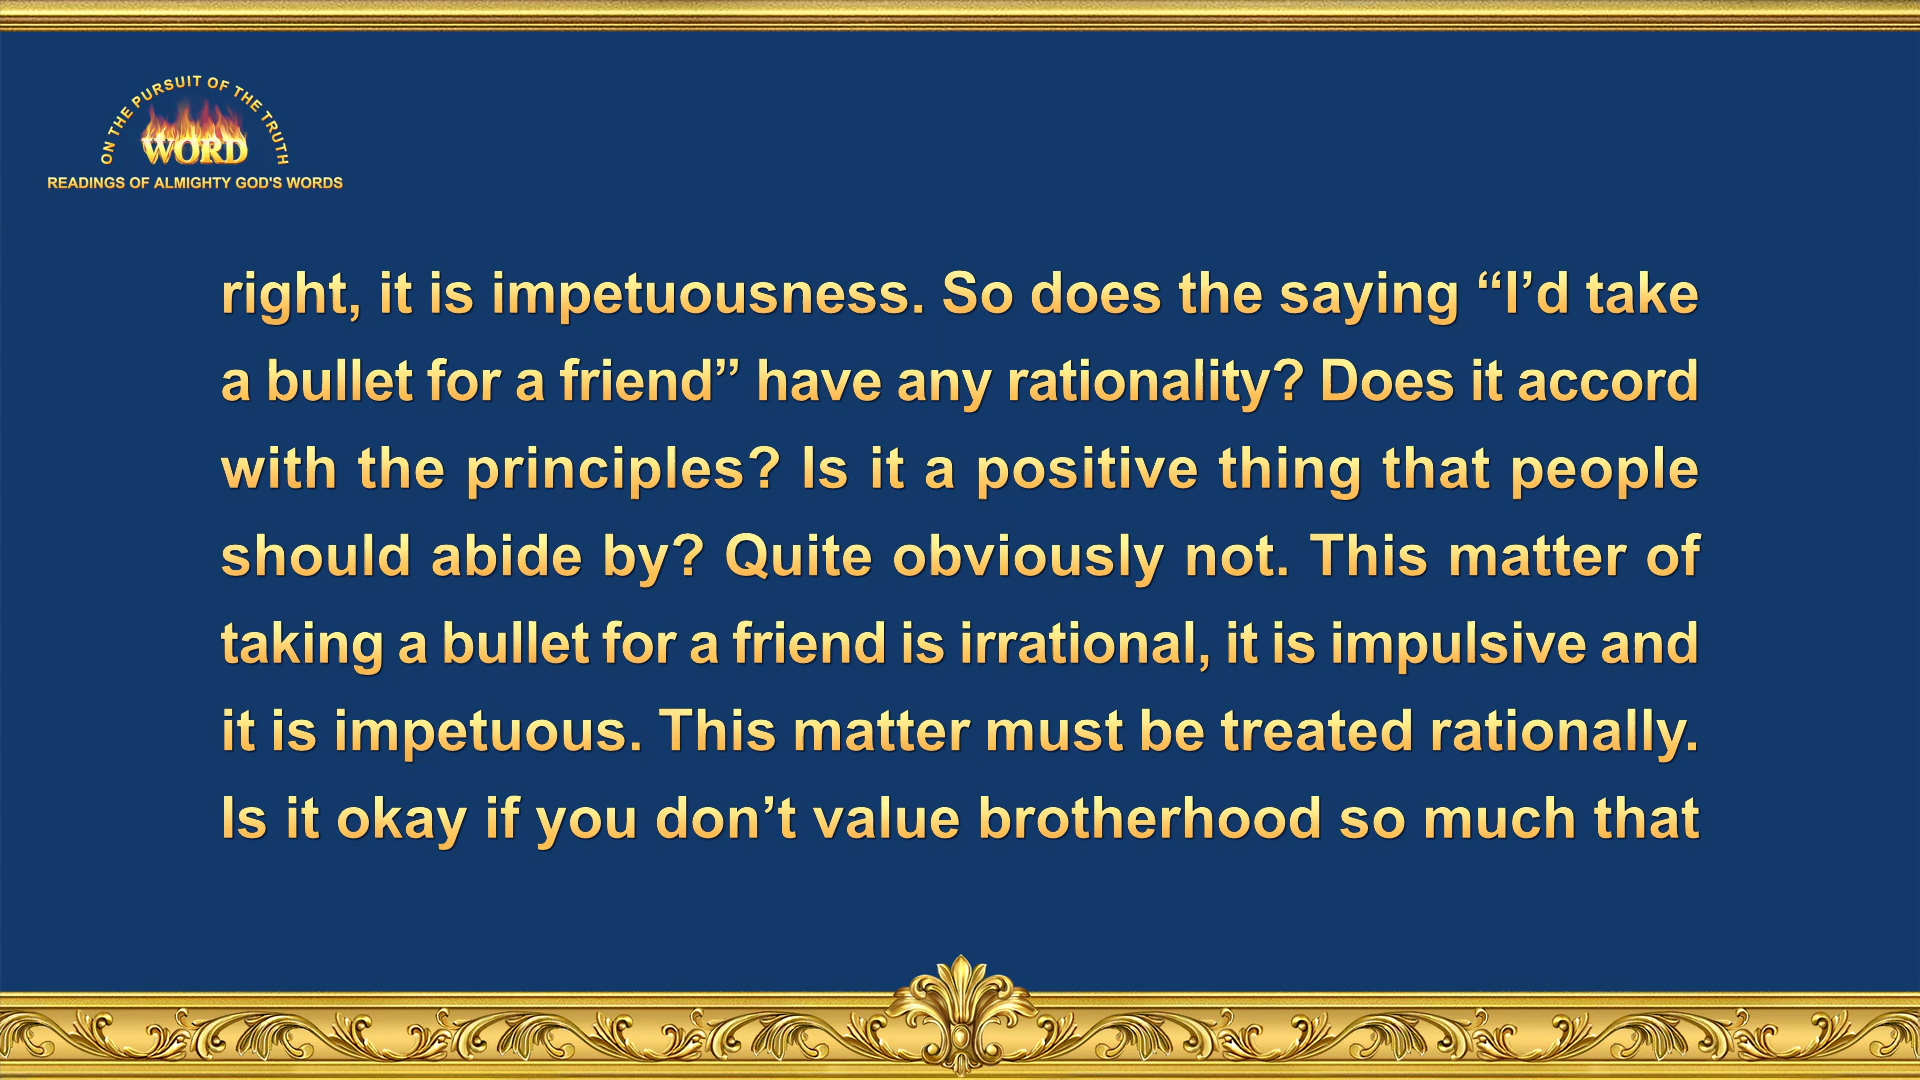 ON THE PURSUIT OF THE TRUTH
WORD
READINGS OF ALMIGHTY GOD'S WORDS
right, it is impetuousness. So does the saying “I’d take
a bullet for a friend” have any rationality? Does it accord
with the principles? Is it a positive thing that people
should abide by? Quite obviously not. This matter of
taking a bullet for a friend is irrational, it is impulsive and
it is impetuous. This matter must be treated rationally.
Is it okay if you don’t value brotherhood so much that